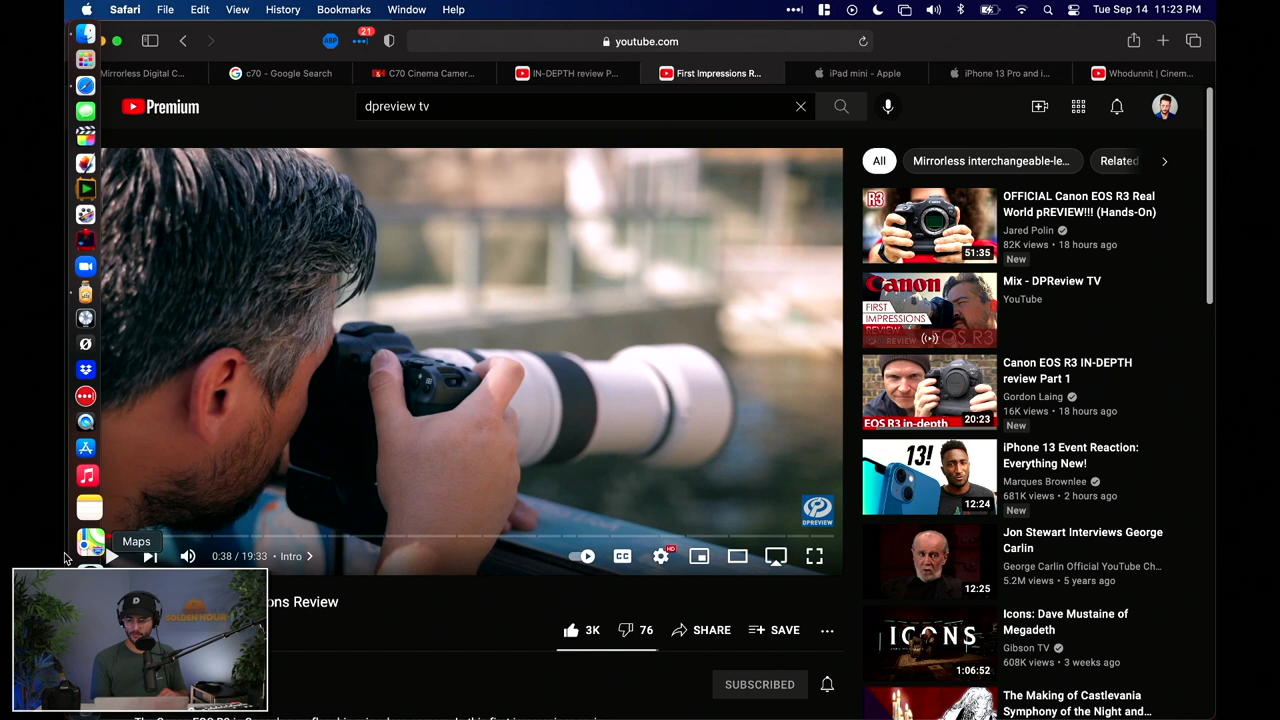 Safari File Edit View History Bookmarks Window Help
Tue Sep 14 11:23 PM
21
ABP
youtube.com
Mirrorless Digital C...
c70 - Google Search
C70 Cinema Camer...
IN-DEPTH review P...
First Impressions R...
iPad mini - Apple
iPhone 13 Pro and i...
Whodunnit | Cinem...
Premium
dpreview tv
All
Mirrorless interchangeable-le...
Related
R3
51:35
OFFICIAL Canon EOS R3 Real
World pREVIEW!!! (Hands-On)
Jared Polin
82K views • 18 hours ago
New
Canon
FIRST
IMPRESSIONS
REVIEW
EOS R3
Mix - DPReview TV
YouTube
EOS R3 in-depth
20:23
Canon EOS R3 IN-DEPTH
review Part 1
Gordon Laing
16K views • 18 hours ago
New
13!
12:24
iPhone 13 Event Reaction:
Everything New!
Marques Brownlee
681K views • 2 hours ago
New
12:25
Jon Stewart Interviews George
Carlin
George Carlin Official YouTube Ch...
5.2M views • 5 years ago
ICONS
1:06:52
Icons: Dave Mustaine of
Megadeth
Gibson TV
608K views • 3 weeks ago
The Making of Castlevania
Symphony of the Night and...
DPREVIEW
Maps
0:38 / 19:33 • Intro
CC
HD
ons Review
3K
76
SHARE
SAVE
SUBSCRIBED
GOLDEN HOUR
D